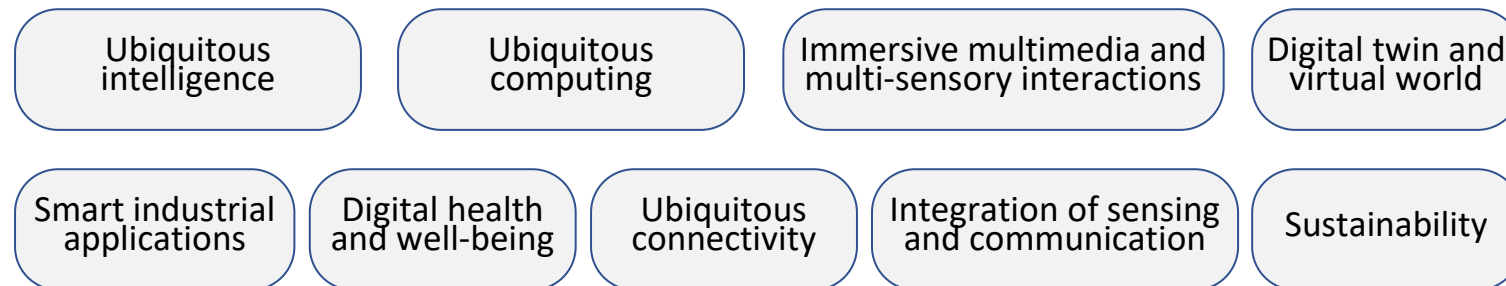 Ubiquitous
intelligence
Ubiquitous
computing
Immersive multimedia and
multi-sensory interactions
Digital twin and
virtual world
Smart industrial
applications
Digital health
and well-being
Ubiquitous
connectivity
Integration of sensing
and communication
Sustainability